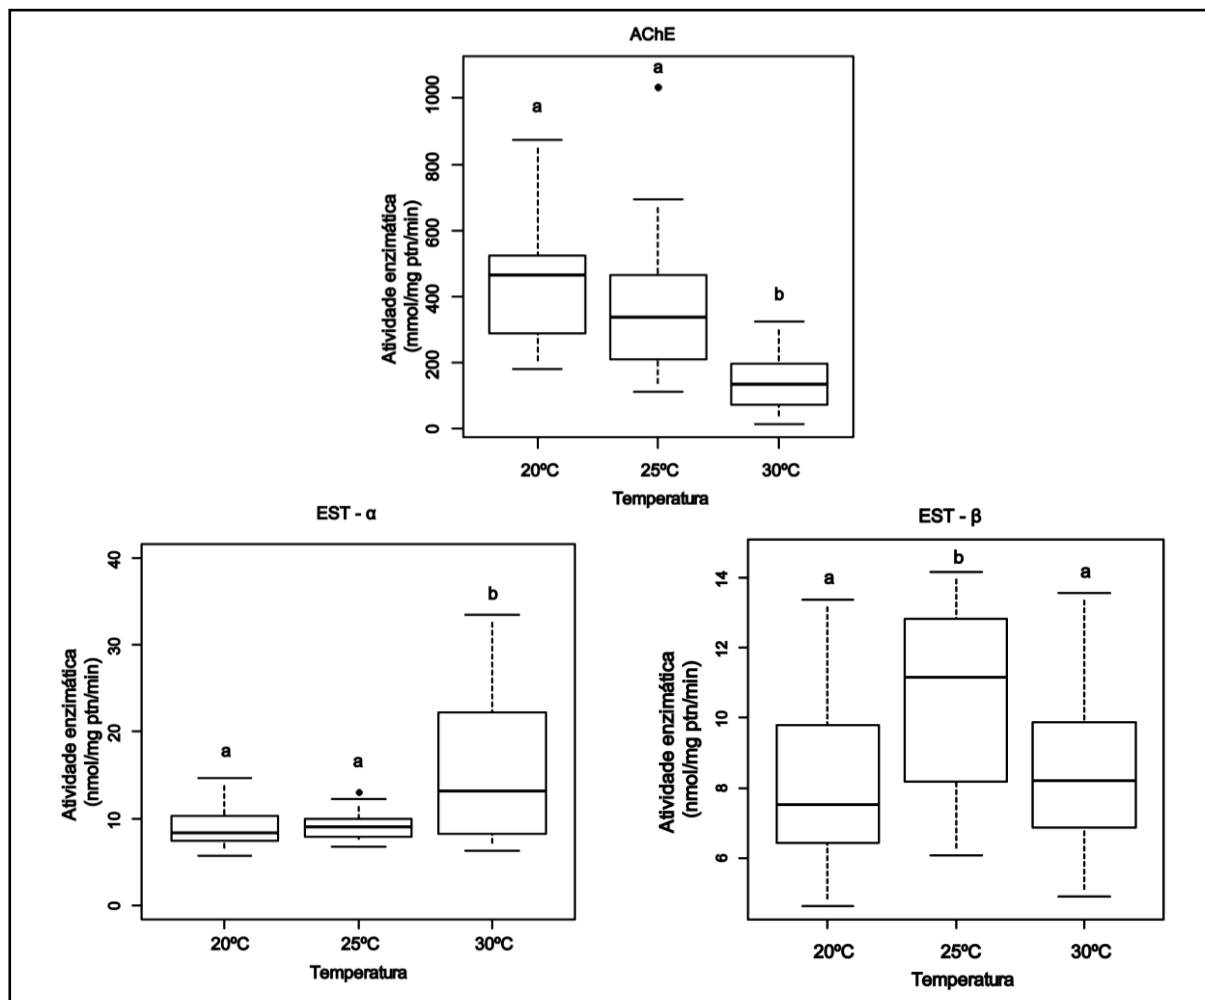 AChE
a
a
b
Atividade enzimática
(mmol/mg ptn/min)
1000
800
600
400
200
0
20ºC 25ºC 30ºC
Temperatura
EST - α
a
a
b
Atividade enzimática
(nmol/mg ptn/min)
40
30
20
10
0
20ºC 25ºC 30ºC
Temperatura
EST - β
a
b
a
Atividade enzimática
(nmol/mg ptn/min)
14
12
10
8
6
20ºC 25ºC 30ºC
Temperatura